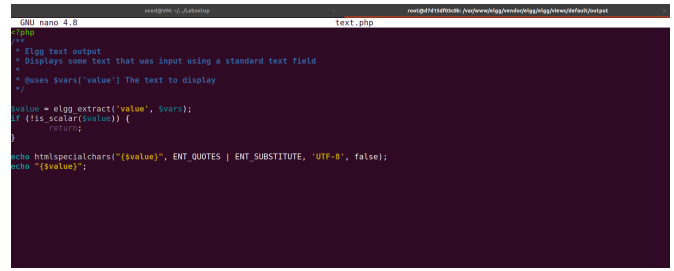 seed@VM: ~/.../Labsetup
root@d7d15df03c0b: /var/www/elgg/vendor/elgg/elgg/views/default/output
GNU nano 4.8 text.php
<?php
/**
 * Elgg text output
 * Displays some text that was input using a standard text field
 *
 * @uses $vars['value'] The text to display
 */
$value = elgg_extract('value', $vars);
if (!is_scalar($value)) {
        return;
}
echo htmlspecialchars("{$value}", ENT_QUOTES | ENT_SUBSTITUTE, 'UTF-8', false);
echo "{$value}";